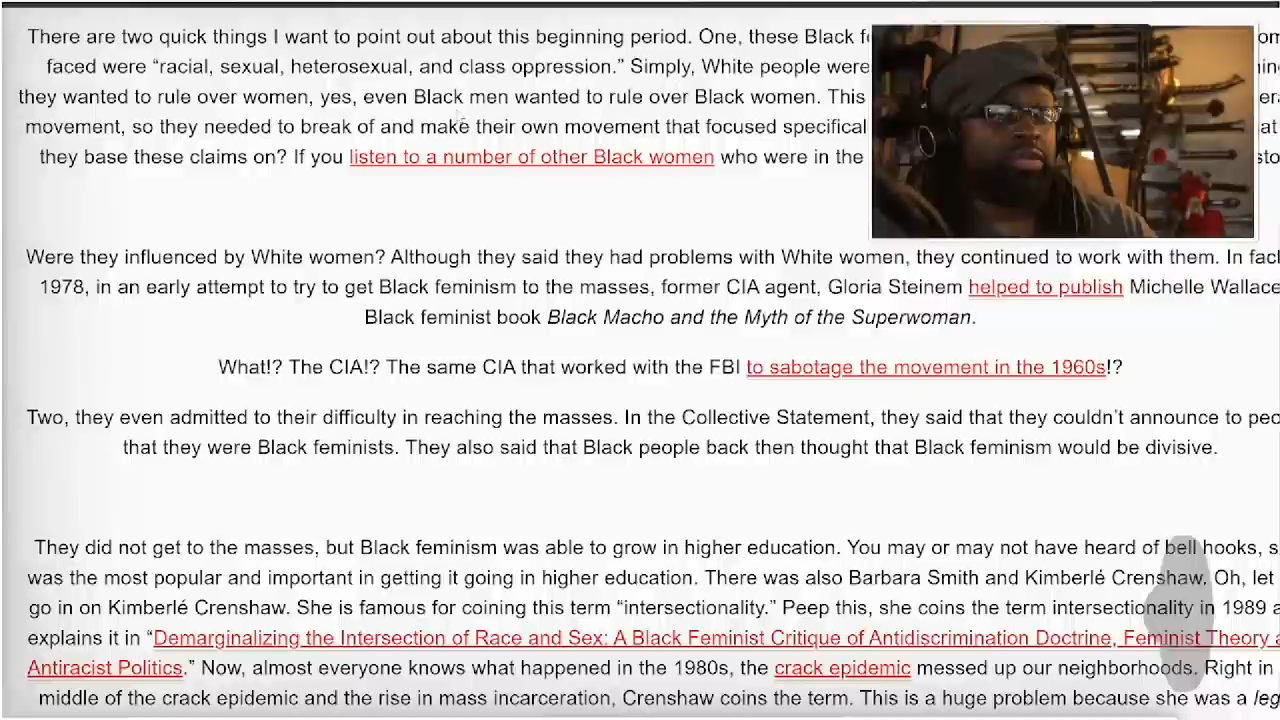 There are two quick things I want to point out about this beginning period. One, these Black
faced were “racial, sexual, heterosexual, and class oppression.” Simply, White people were
they wanted to rule over women, yes, even Black men wanted to rule over Black women. This
movement, so they needed to break of and make their own movement that focused specifical
they base these claims on? If you listen to a number of other Black women who were in the
Were they influenced by White women? Although they said they had problems with White women, they continued to work with them. In fact
1978, in an early attempt to try to get Black feminism to the masses, former CIA agent, Gloria Steinem helped to publish Michelle Wallace
Black feminist book Black Macho and the Myth of the Superwoman.
What!? The CIA!? The same CIA that worked with the FBI to sabotage the movement in the 1960s!?
Two, they even admitted to their difficulty in reaching the masses. In the Collective Statement, they said that they couldn’t announce to peo
that they were Black feminists. They also said that Black people back then thought that Black feminism would be divisive.
They did not get to the masses, but Black feminism was able to grow in higher education. You may or may not have heard of bell hooks, s
was the most popular and important in getting it going in higher education. There was also Barbara Smith and Kimberlé Crenshaw. Oh, let
go in on Kimberlé Crenshaw. She is famous for coining this term “intersectionality.” Peep this, she coins the term intersectionality in 1989 a
explains it in “Demarginalizing the Intersection of Race and Sex: A Black Feminist Critique of Antidiscrimination Doctrine, Feminist Theory a
Antiracist Politics.” Now, almost everyone knows what happened in the 1980s, the crack epidemic messed up our neighborhoods. Right in
middle of the crack epidemic and the rise in mass incarceration, Crenshaw coins the term. This is a huge problem because she was a leg